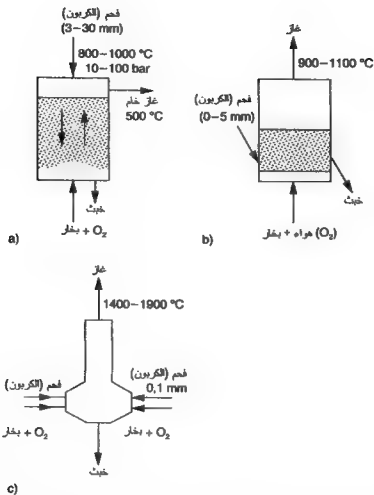 فحم (الكربون)
(3-30 mm)
800~1000 °C
10-100 bar
غاز خام
500 °C
خبث
بخار + O₂
a)
غاز
900-1100 °C
فحم (الكربون)
(0-5 mm)
خبث
هواء + بخار (O₂)
b)
غاز
1400-1900 °C
فحم (الكربون)
فحم (الكربون)
0,1 mm
بخار + O₂
بخار + O₂
خبث
c)